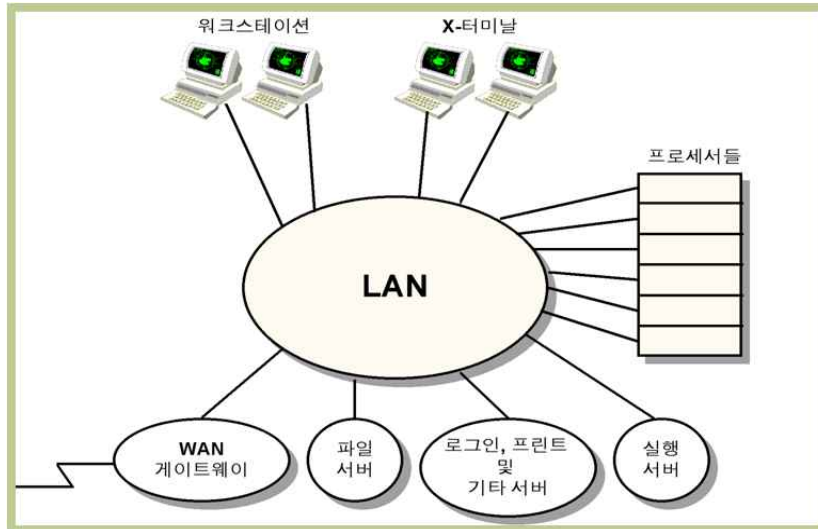 워크스테이션
X-터미널
프로세서들
LAN
WAN
게이트웨이
파일
서버
로그인, 프린트
및
기타 서버
실행
서버